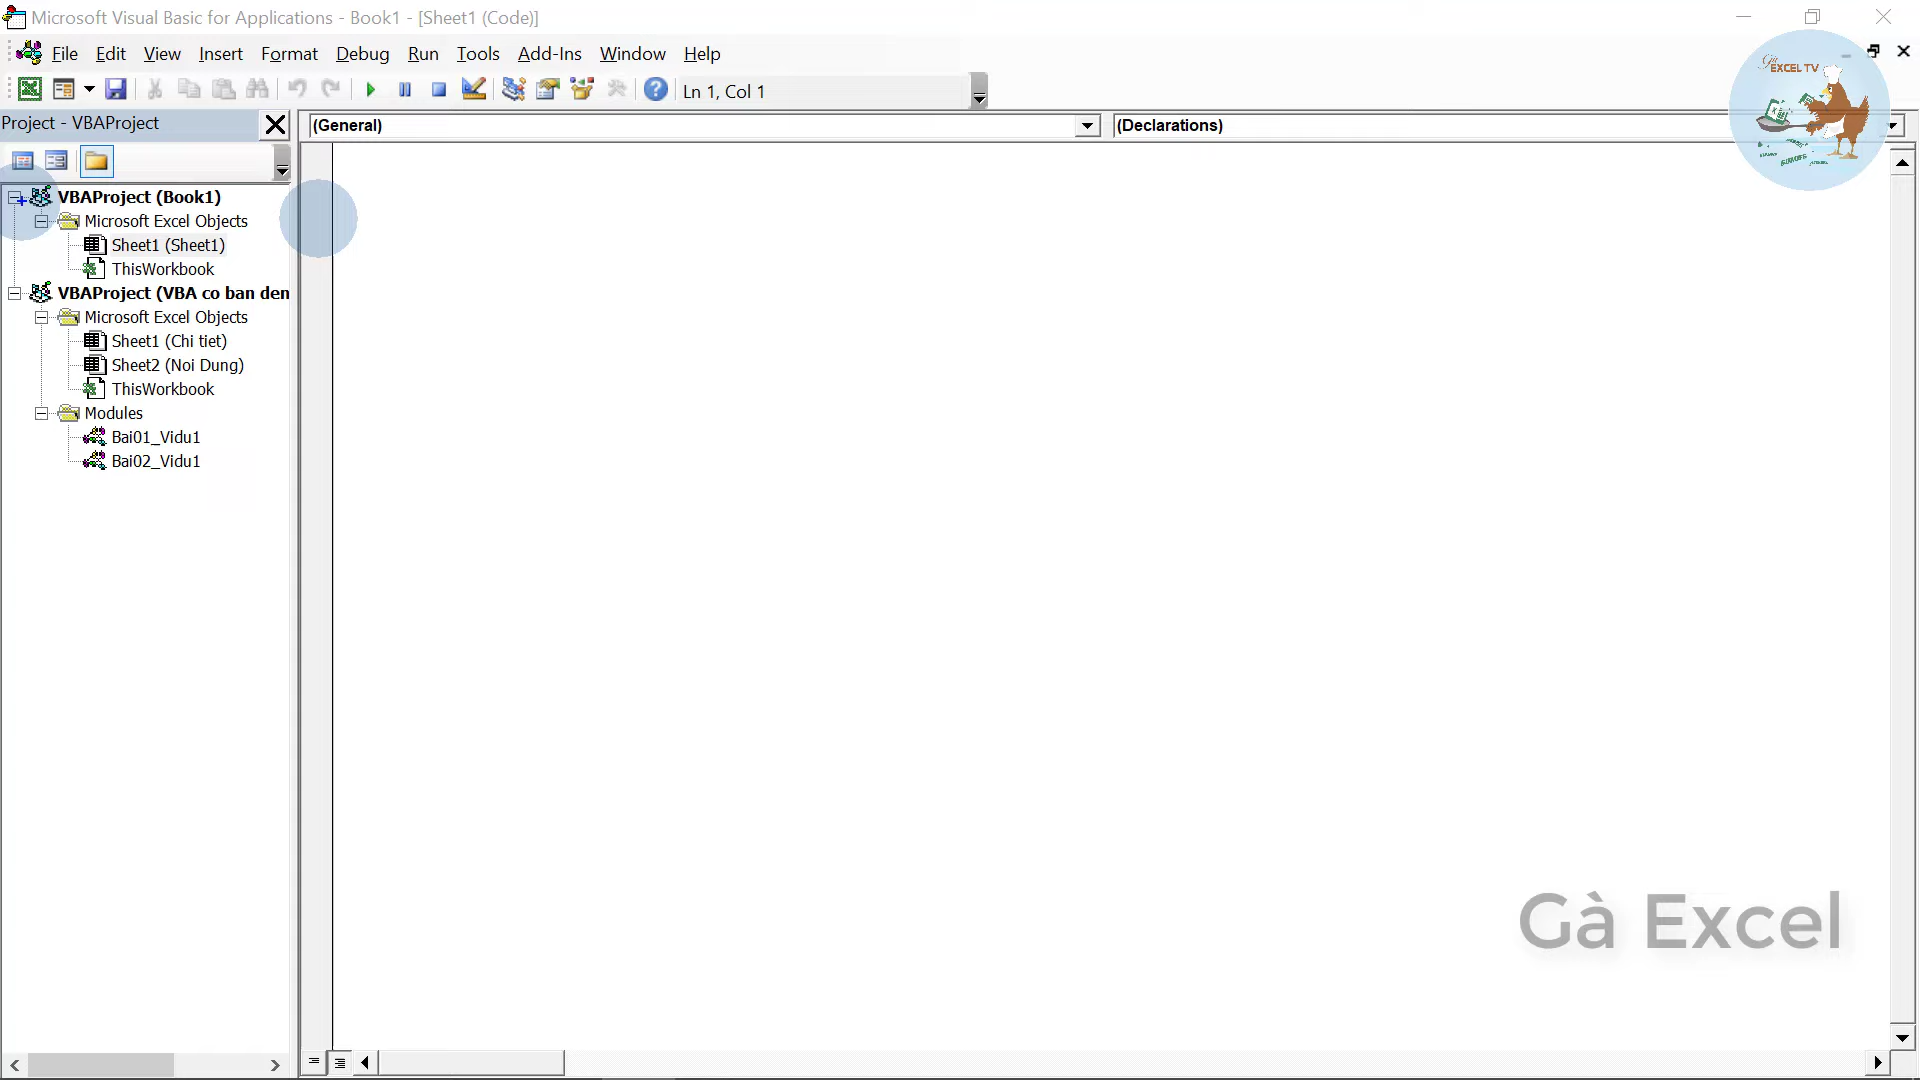 Microsoft Visual Basic for Applications - Book1 - [Sheet1 (Code)]
File Edit View Insert Format Debug Run Tools Add-Ins Window Help
Ln 1, Col 1
Gà
EXCEL TV
Project - VBAProject
(General)
(Declarations)
VBAProject (Book1)
Microsoft Excel Objects
Sheet1 (Sheet1)
ThisWorkbook
VBAProject (VBA co ban den
Microsoft Excel Objects
Sheet1 (Chi tiet)
Sheet2 (Noi Dung)
ThisWorkbook
Modules
Bai01_Vidu1
Bai02_Vidu1
Gà Excel